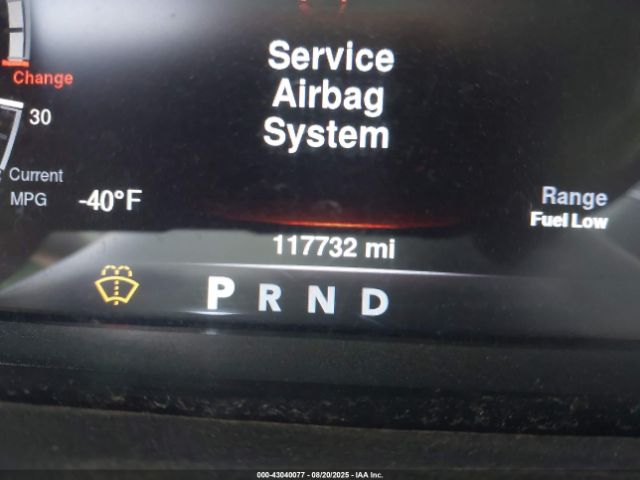 Service
Airbag
System
Change
30
Current
MPG
-40°F
Range
Fuel Low
117732 mi
P R N D
000-43040077 - 08/20/2025 - IAA Inc.